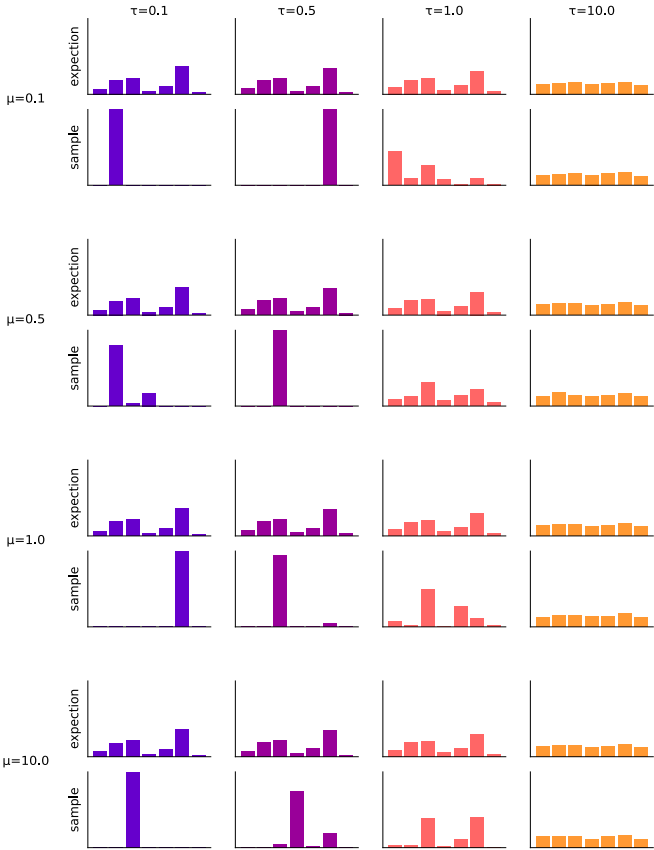 τ=0.1 τ=0.5 τ=1.0 τ=10.0
expection
μ=0.1
sample
expection
μ=0.5
sample
expection
μ=1.0
sample
expection
μ=10.0
sample